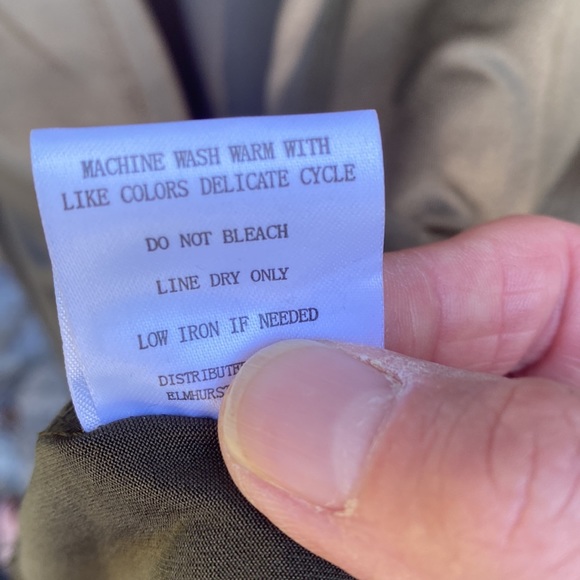 MACHINE WASH WARM WITH
LIKE COLORS DELICATE CYCLE
DO NOT BLEACH
LINE DRY ONLY
LOW IRON IF NEEDED